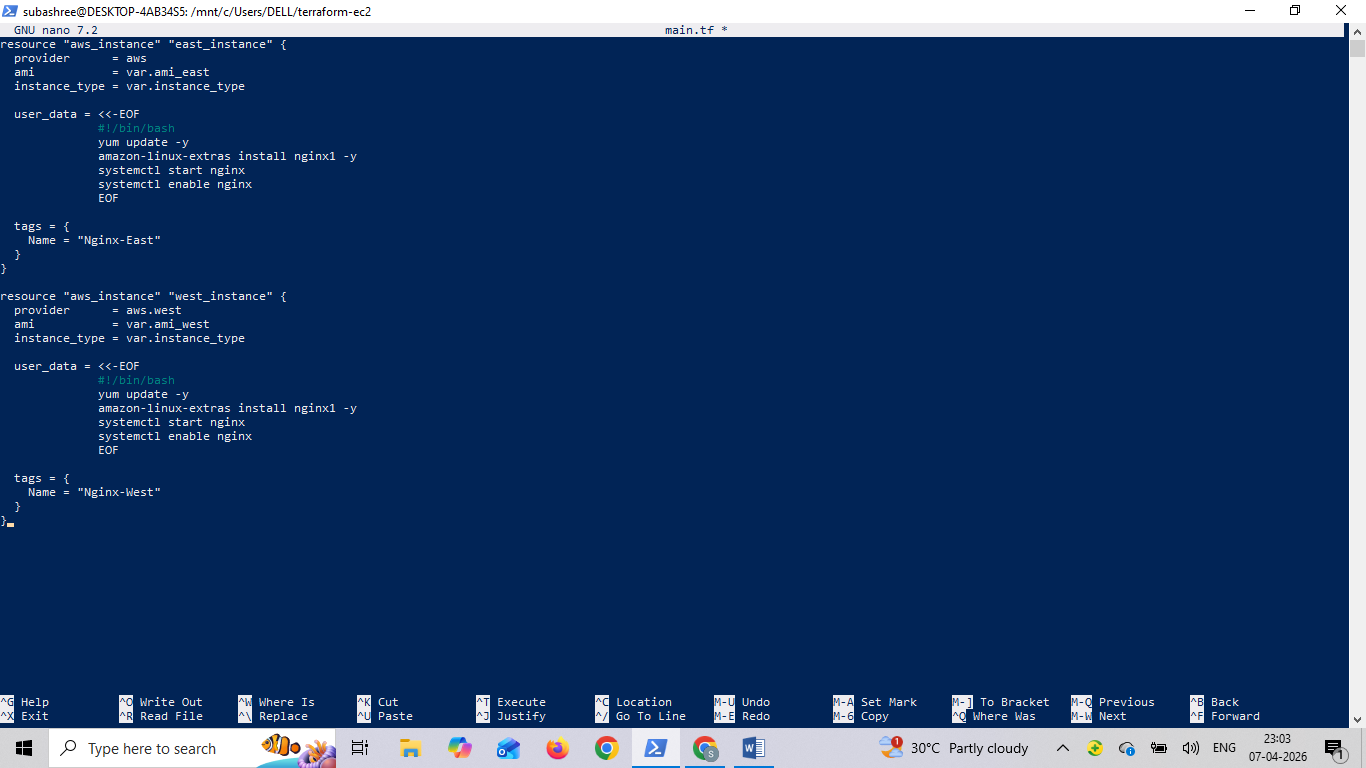 subashree@DESKTOP-4AB34S5: /mnt/c/Users/DELL/terraform-ec2
GNU nano 7.2 main.tf *
resource "aws_instance" "east_instance" {
  provider      = aws
  ami           = var.ami_east
  instance_type = var.instance_type

  user_data = <<-EOF
              #!/bin/bash
              yum update -y
              amazon-linux-extras install nginx1 -y
              systemctl start nginx
              systemctl enable nginx
              EOF

  tags = {
    Name = "Nginx-East"
  }
}

resource "aws_instance" "west_instance" {
  provider      = aws.west
  ami           = var.ami_west
  instance_type = var.instance_type

  user_data = <<-EOF
              #!/bin/bash
              yum update -y
              amazon-linux-extras install nginx1 -y
              systemctl start nginx
              systemctl enable nginx
              EOF

  tags = {
    Name = "Nginx-West"
  }
}
^G Help ^O Write Out ^W Where Is ^K Cut ^T Execute ^C Location M-U Undo M-A Set Mark M-] To Bracket M-Q Previous ^B Back
^X Exit ^R Read File ^\ Replace ^U Paste ^J Justify ^/ Go To Line M-E Redo M-6 Copy ^Q Where Was M-W Next ^F Forward
Type here to search
S
W
1
30°C Partly cloudy
ENG
23:03
07-04-2026
1